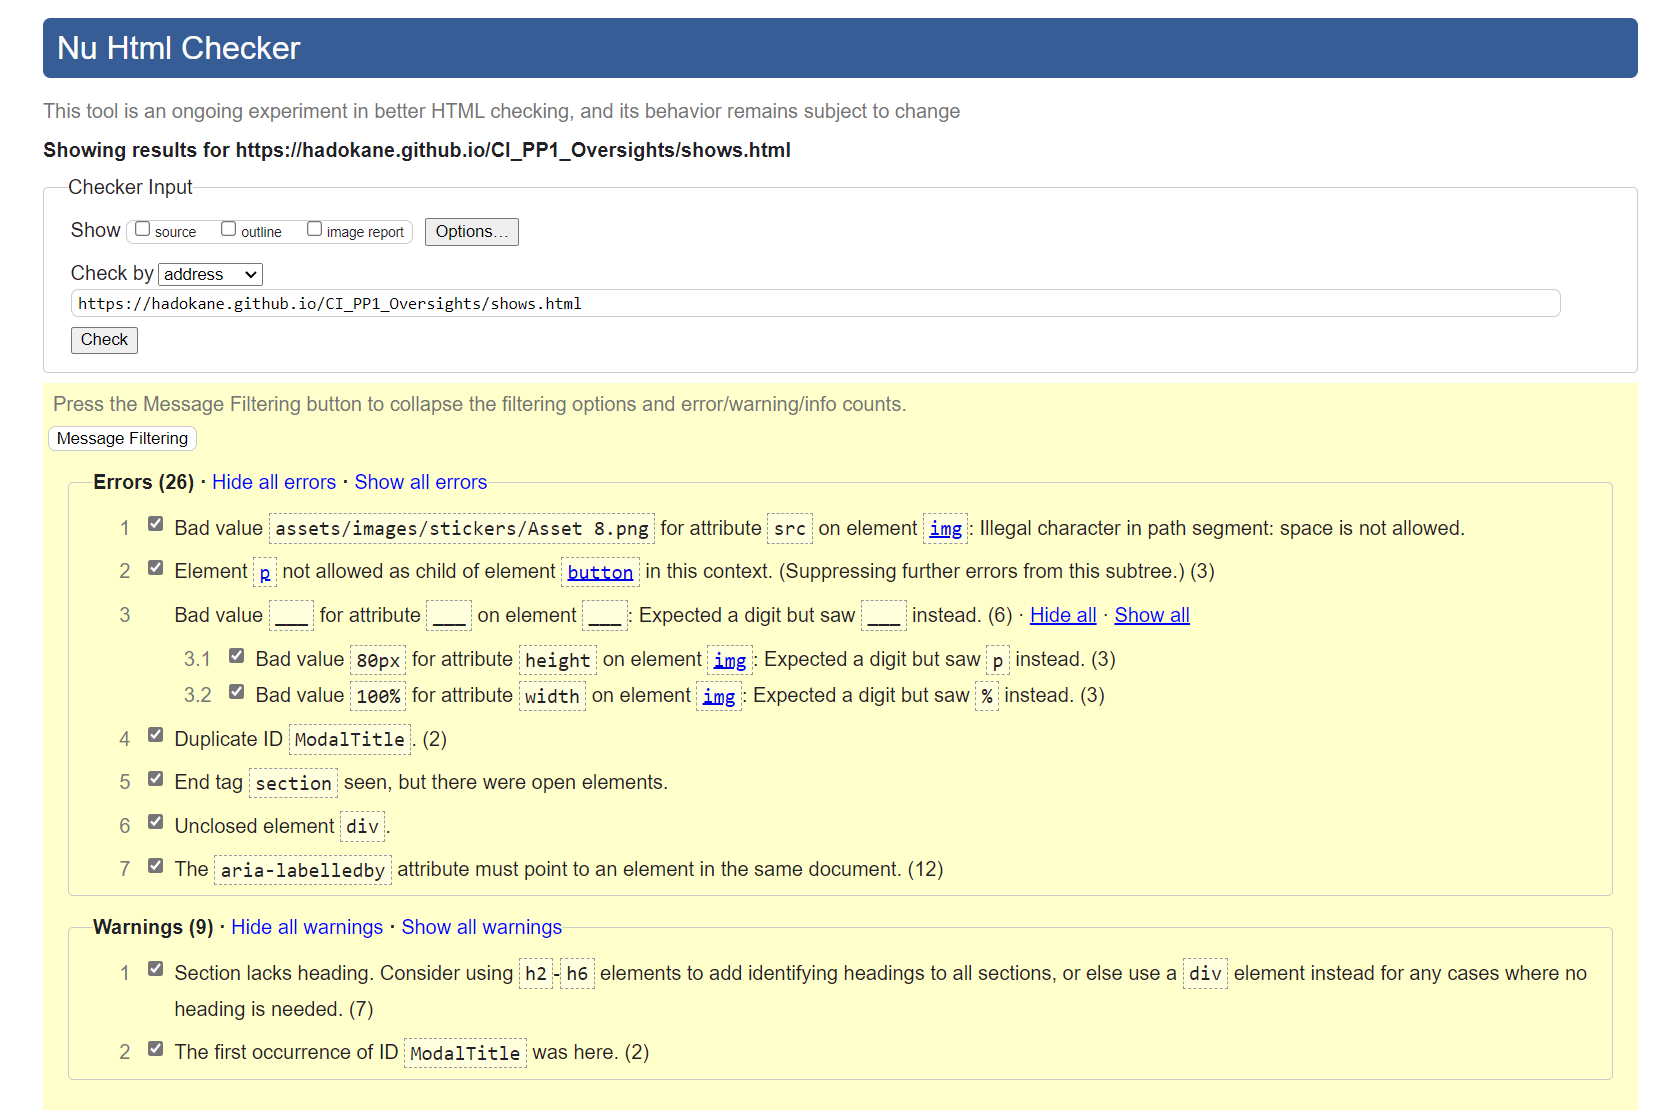 Nu Html Checker
This tool is an ongoing experiment in better HTML checking, and its behavior remains subject to change
Showing results for https://hadokane.github.io/CI_PP1_Oversights/shows.html
Checker Input
Show source outline image report Options...
Check by address
https://hadokane.github.io/CI_PP1_Oversights/shows.html
Check
Press the Message Filtering button to collapse the filtering options and error/warning/info counts.
Message Filtering
Errors (26) · Hide all errors · Show all errors
1 Bad value assets/images/stickers/Asset 8.png for attribute src on element img: Illegal character in path segment: space is not allowed.
2 Element p not allowed as child of element button in this context. (Suppressing further errors from this subtree.) (3)
3 Bad value ___ for attribute ___ on element ___: Expected a digit but saw ___ instead. (6) · Hide all · Show all
3.1 Bad value 80px for attribute height on element img: Expected a digit but saw p instead. (3)
3.2 Bad value 100% for attribute width on element img: Expected a digit but saw % instead. (3)
4 Duplicate ID ModalTitle. (2)
5 End tag section seen, but there were open elements.
6 Unclosed element div.
7 The aria-labelledby attribute must point to an element in the same document. (12)
Warnings (9) · Hide all warnings · Show all warnings
1 Section lacks heading. Consider using h2-h6 elements to add identifying headings to all sections, or else use a div element instead for any cases where no
heading is needed. (7)
2 The first occurrence of ID ModalTitle was here. (2)